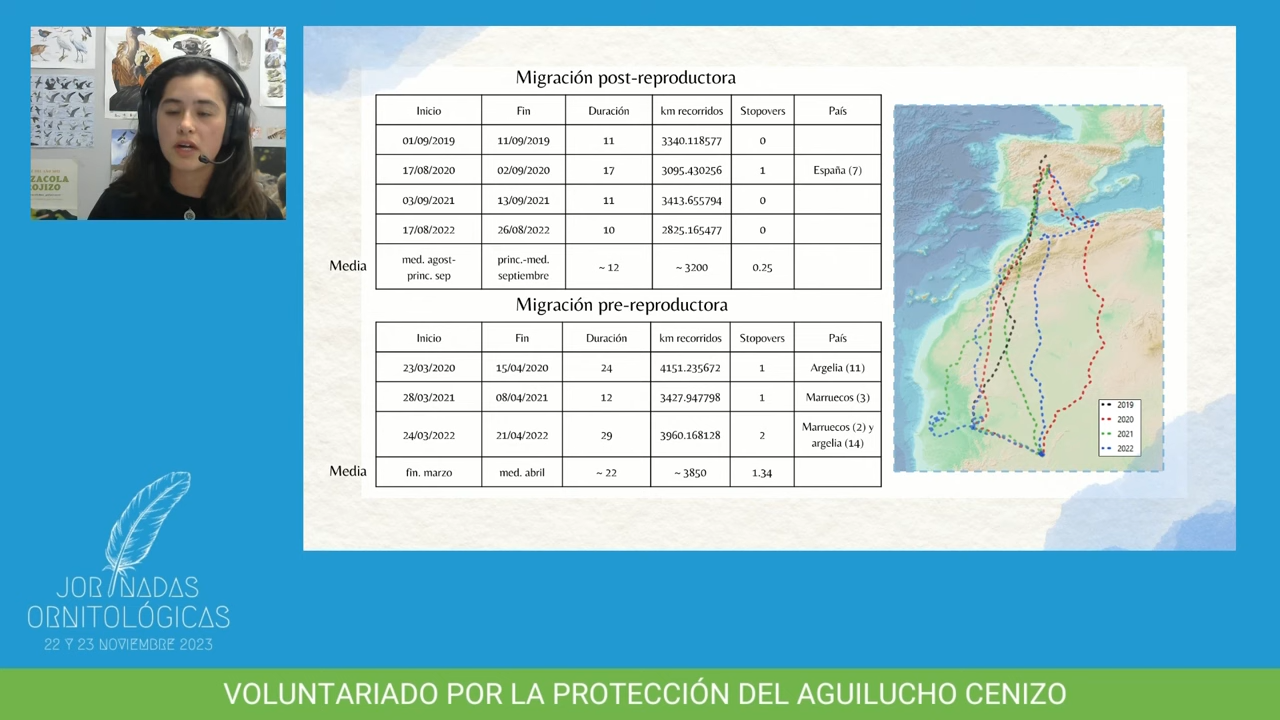 ZACOLA
ROJIZO
Migración post-reproductora
Inicio Fin Duración km recorridos Stopovers País
01/09/2019 11/09/2019 11 3340.118577 0
17/08/2020 02/09/2020 17 3095.430256 1 España (7)
03/09/2021 13/09/2021 11 3413.655794 0
17/08/2022 26/08/2022 10 2825.165477 0
Media med. agost- princ. sep princ.-med. septiembre ~ 12 ~ 3200 0.25
Migración pre-reproductora
Inicio Fin Duración km recorridos Stopovers País
23/03/2020 15/04/2020 24 4151.235672 1 Argelia (11)
28/03/2021 08/04/2021 12 3427.947798 1 Marruecos (3)
24/03/2022 21/04/2022 29 3960.168128 2 Marruecos (2) y argelia (14)
Media fin. marzo med. abril ~ 22 ~ 3850 1.34
2019
2020
2021
2022
JORNADAS
ORNITOLÓGICAS
22 Y 23 NOVIEMBRE 2023
VOLUNTARIADO POR LA PROTECCIÓN DEL AGUILUCHO CENIZO